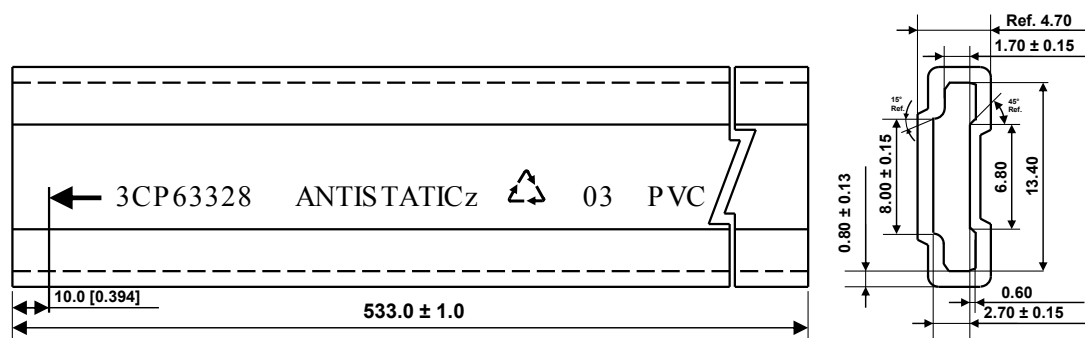 Ref. 4.70
1.70 ± 0.15
15°
Ref.
45°
Ref.
3CP63328 ANTISTATICz 03 PVC
8.00 ± 0.15
6.80
13.40
0.80 ± 0.13
10.0 [0.394]
533.0 ± 1.0
0.60
2.70 ± 0.15